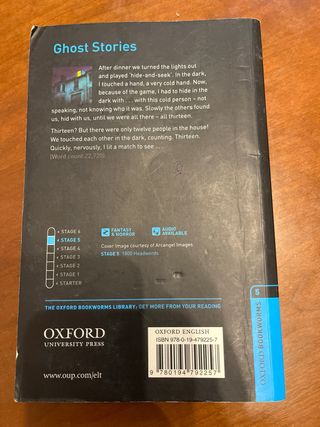 Ghost Stories
After dinner we turned the lights out
and played 'hide-and-seek'. In the dark,
I touched a hand, a very cold hand. Now,
because of the game, I had to hide in the
dark with . . . with this cold person – not
speaking, not knowing who it was. Slowly the others found
us, hid with us, until we were all there – all thirteen.
Thirteen? But there were only twelve people in the house!
We touched each other in the dark, counting. Thirteen.
Quickly, nervously, I lit a match to see . . .
[Word count 22,720]
STAGE 6
STAGE 5
STAGE 4
STAGE 3
STAGE 2
STAGE 1
STARTER
FANTASY
& HORROR
AUDIO
AVAILABLE
Cover image courtesy of Arcangel Images
STAGE 5 1800 Headwords
5
OXFORD BOOKWORMS
THE OXFORD BOOKWORMS LIBRARY: GET MORE FROM YOUR READING
OXFORD
UNIVERSITY PRESS
www.oup.com/elt
OXFORD ENGLISH
ISBN 978-0-19-479225-7
9 780194 792257